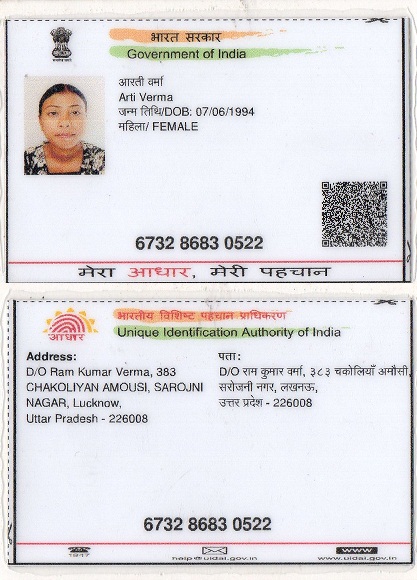 भारत सरकार
Government of India
आरती वर्मा
Arti Verma
जन्म तिथि/DOB: 07/06/1994
महिला/ FEMALE
6732 8683 0522
मेरा आधार, मेरी पहचान
भारतीय विशिष्ट पहचान प्राधिकरण
आधार
Unique Identification Authority of India
Address:
D/O Ram Kumar Verma, 383
CHAKOLIYAN AMOUSI, SAROJNI
NAGAR, Lucknow,
Uttar Pradesh - 226008
पता:
D/O राम कुमार वर्मा, ३८३ चकोलियाँ अमौसी,
सरोजनी नगर, लखनऊ,
उत्तर प्रदेश - 226008
6732 8683 0522
1947
help@uidai.gov.in
www
www.uidai.gov.in